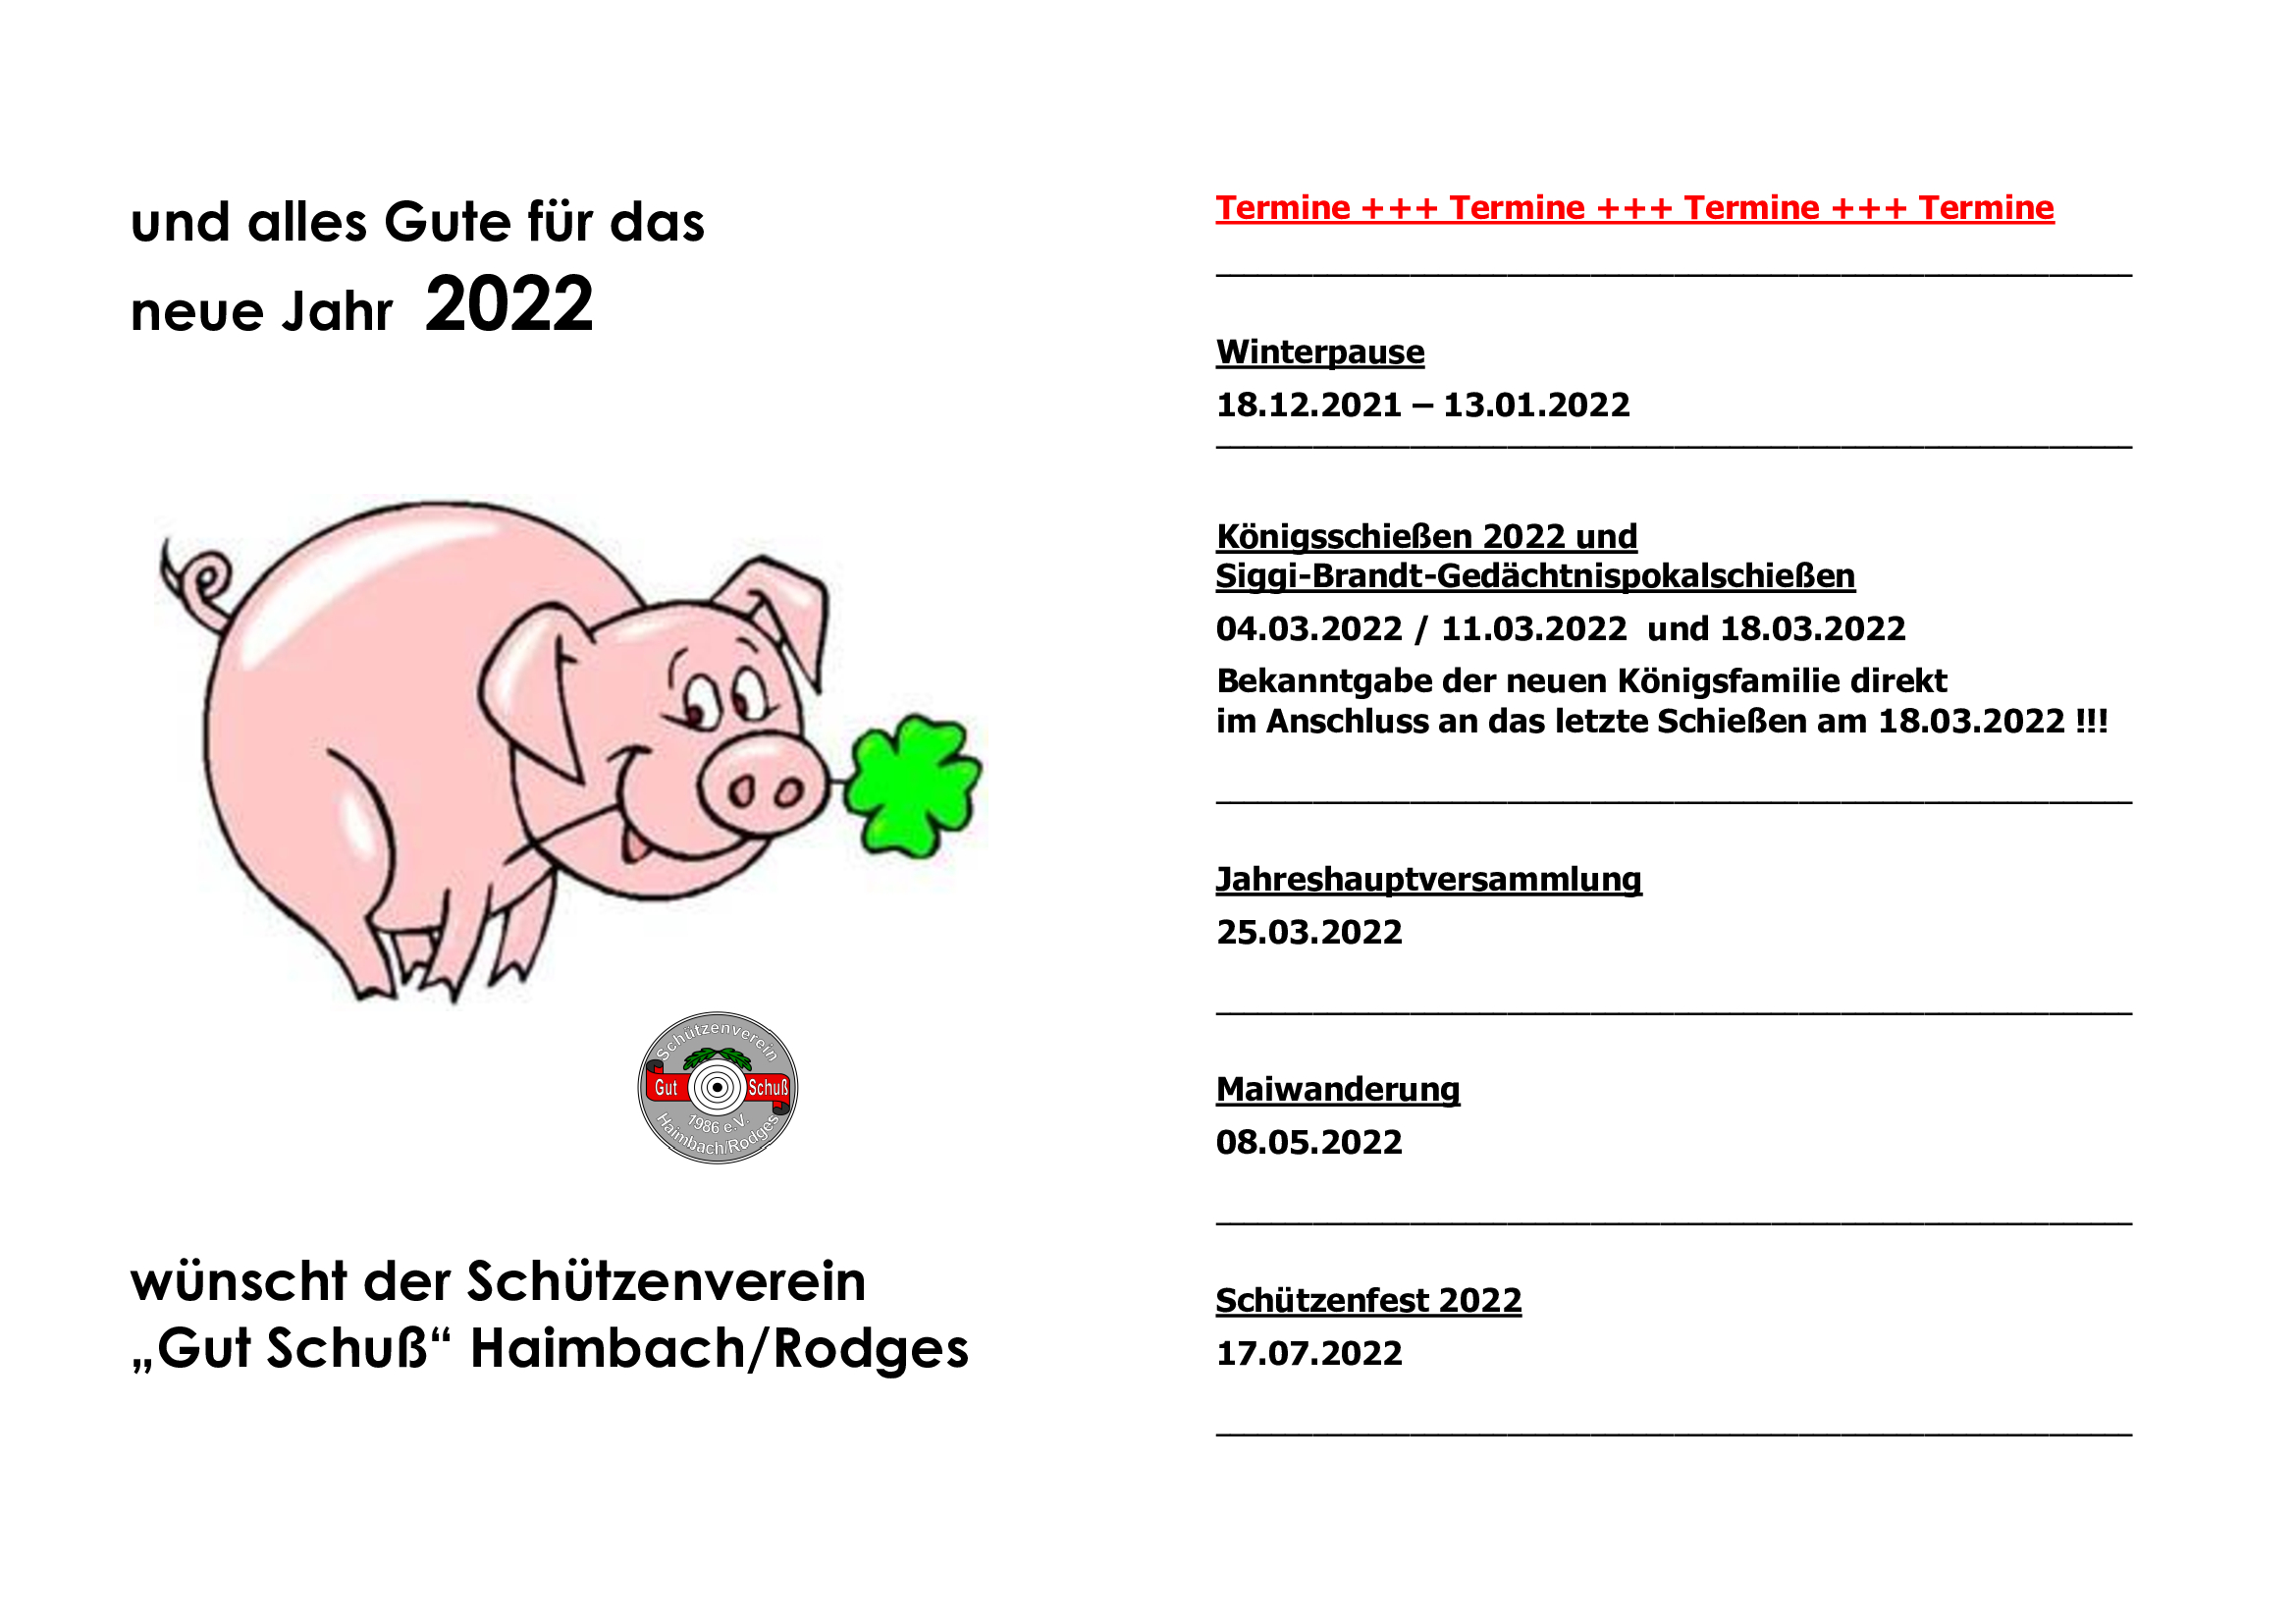 und alles Gute für das
neue Jahr 2022
Schützenverein
Gut Schuß
1986 e.V.
Haimbach/Rodges
wünscht der Schützenverein
„Gut Schuß“ Haimbach/Rodges
Termine +++ Termine +++ Termine +++ Termine
Winterpause
18.12.2021 – 13.01.2022
Königsschießen 2022 und
Siggi-Brandt-Gedächtnispokalschießen
04.03.2022 / 11.03.2022 und 18.03.2022
Bekanntgabe der neuen Königsfamilie direkt
im Anschluss an das letzte Schießen am 18.03.2022 !!!
Jahreshauptversammlung
25.03.2022
Maiwanderung
08.05.2022
Schützenfest 2022
17.07.2022